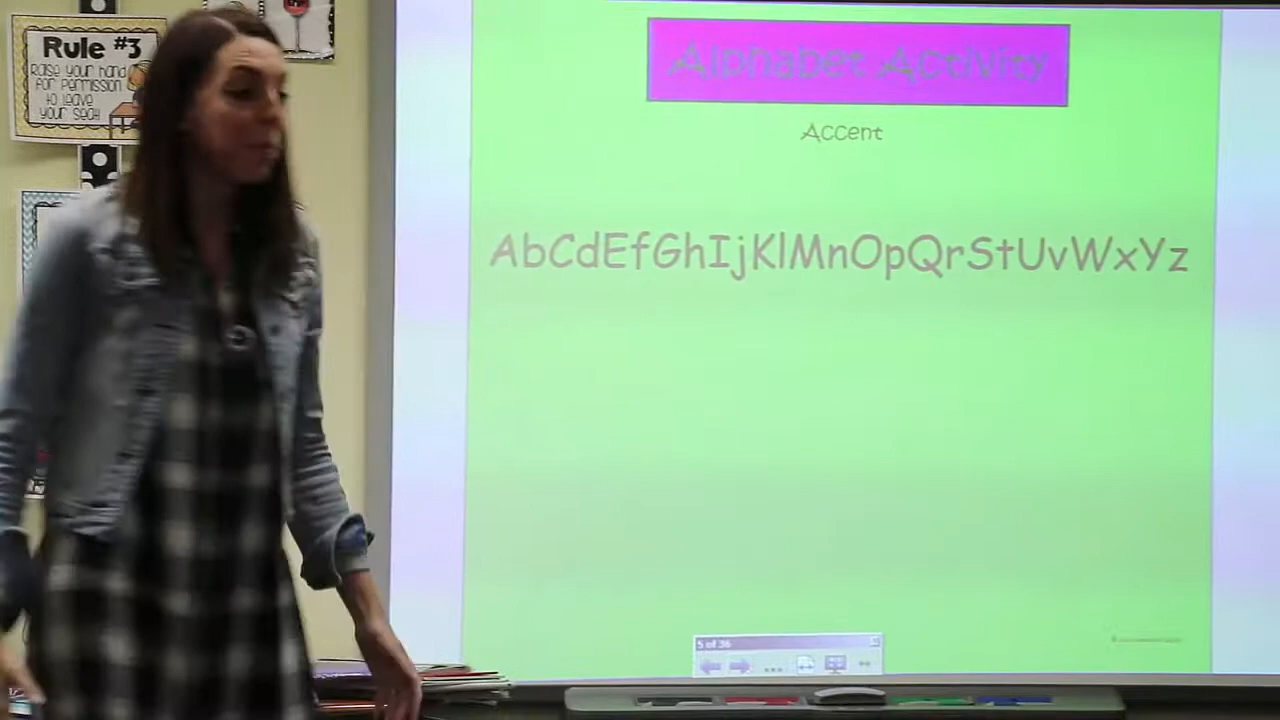 Rule #3
Raise your hand
for permission
to leave
your seat
Alphabet Activity
Accent
AbCdEfGhIjKlMnOpQrStUvWxYz
5 of 36